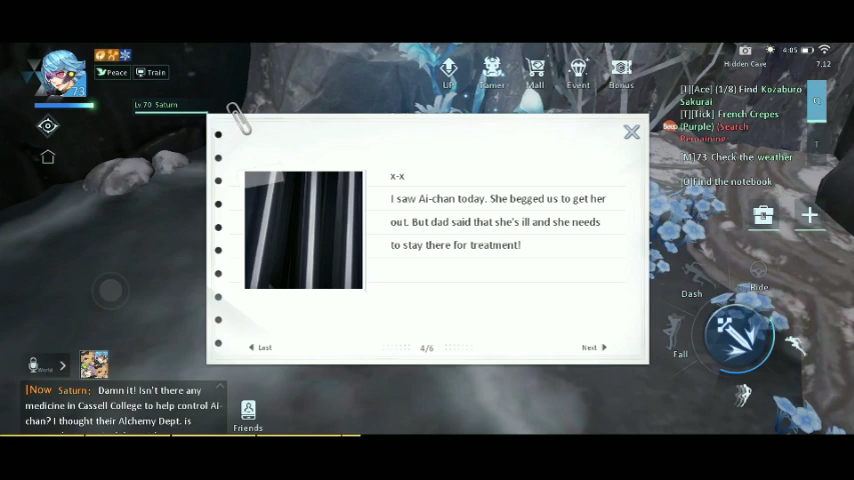 4:05
Peace
Train
7.12
Hidden Cave
73
Lv 70 Saturn
UP
Tamer
Mall
Event
Bonus
[T][Ace] (1/8) Find Kozaburo
Sakurai
[T][Tick] French Crepes
(Purple) (Search
Remaining:
[M]73 Check the weather
[O]Find the notebook
T
x-x
I saw Ai-chan today. She begged us to get her
out. But dad said that she's ill and she needs
to stay there for treatment!
Last
4/6
Next
Dash
Ride
Fall
World
[Now Saturn: Damn it! Isn't there any
medicine in Cassell College to help control Ai-
chan? I thought their Alchemy Dept. is
Friends